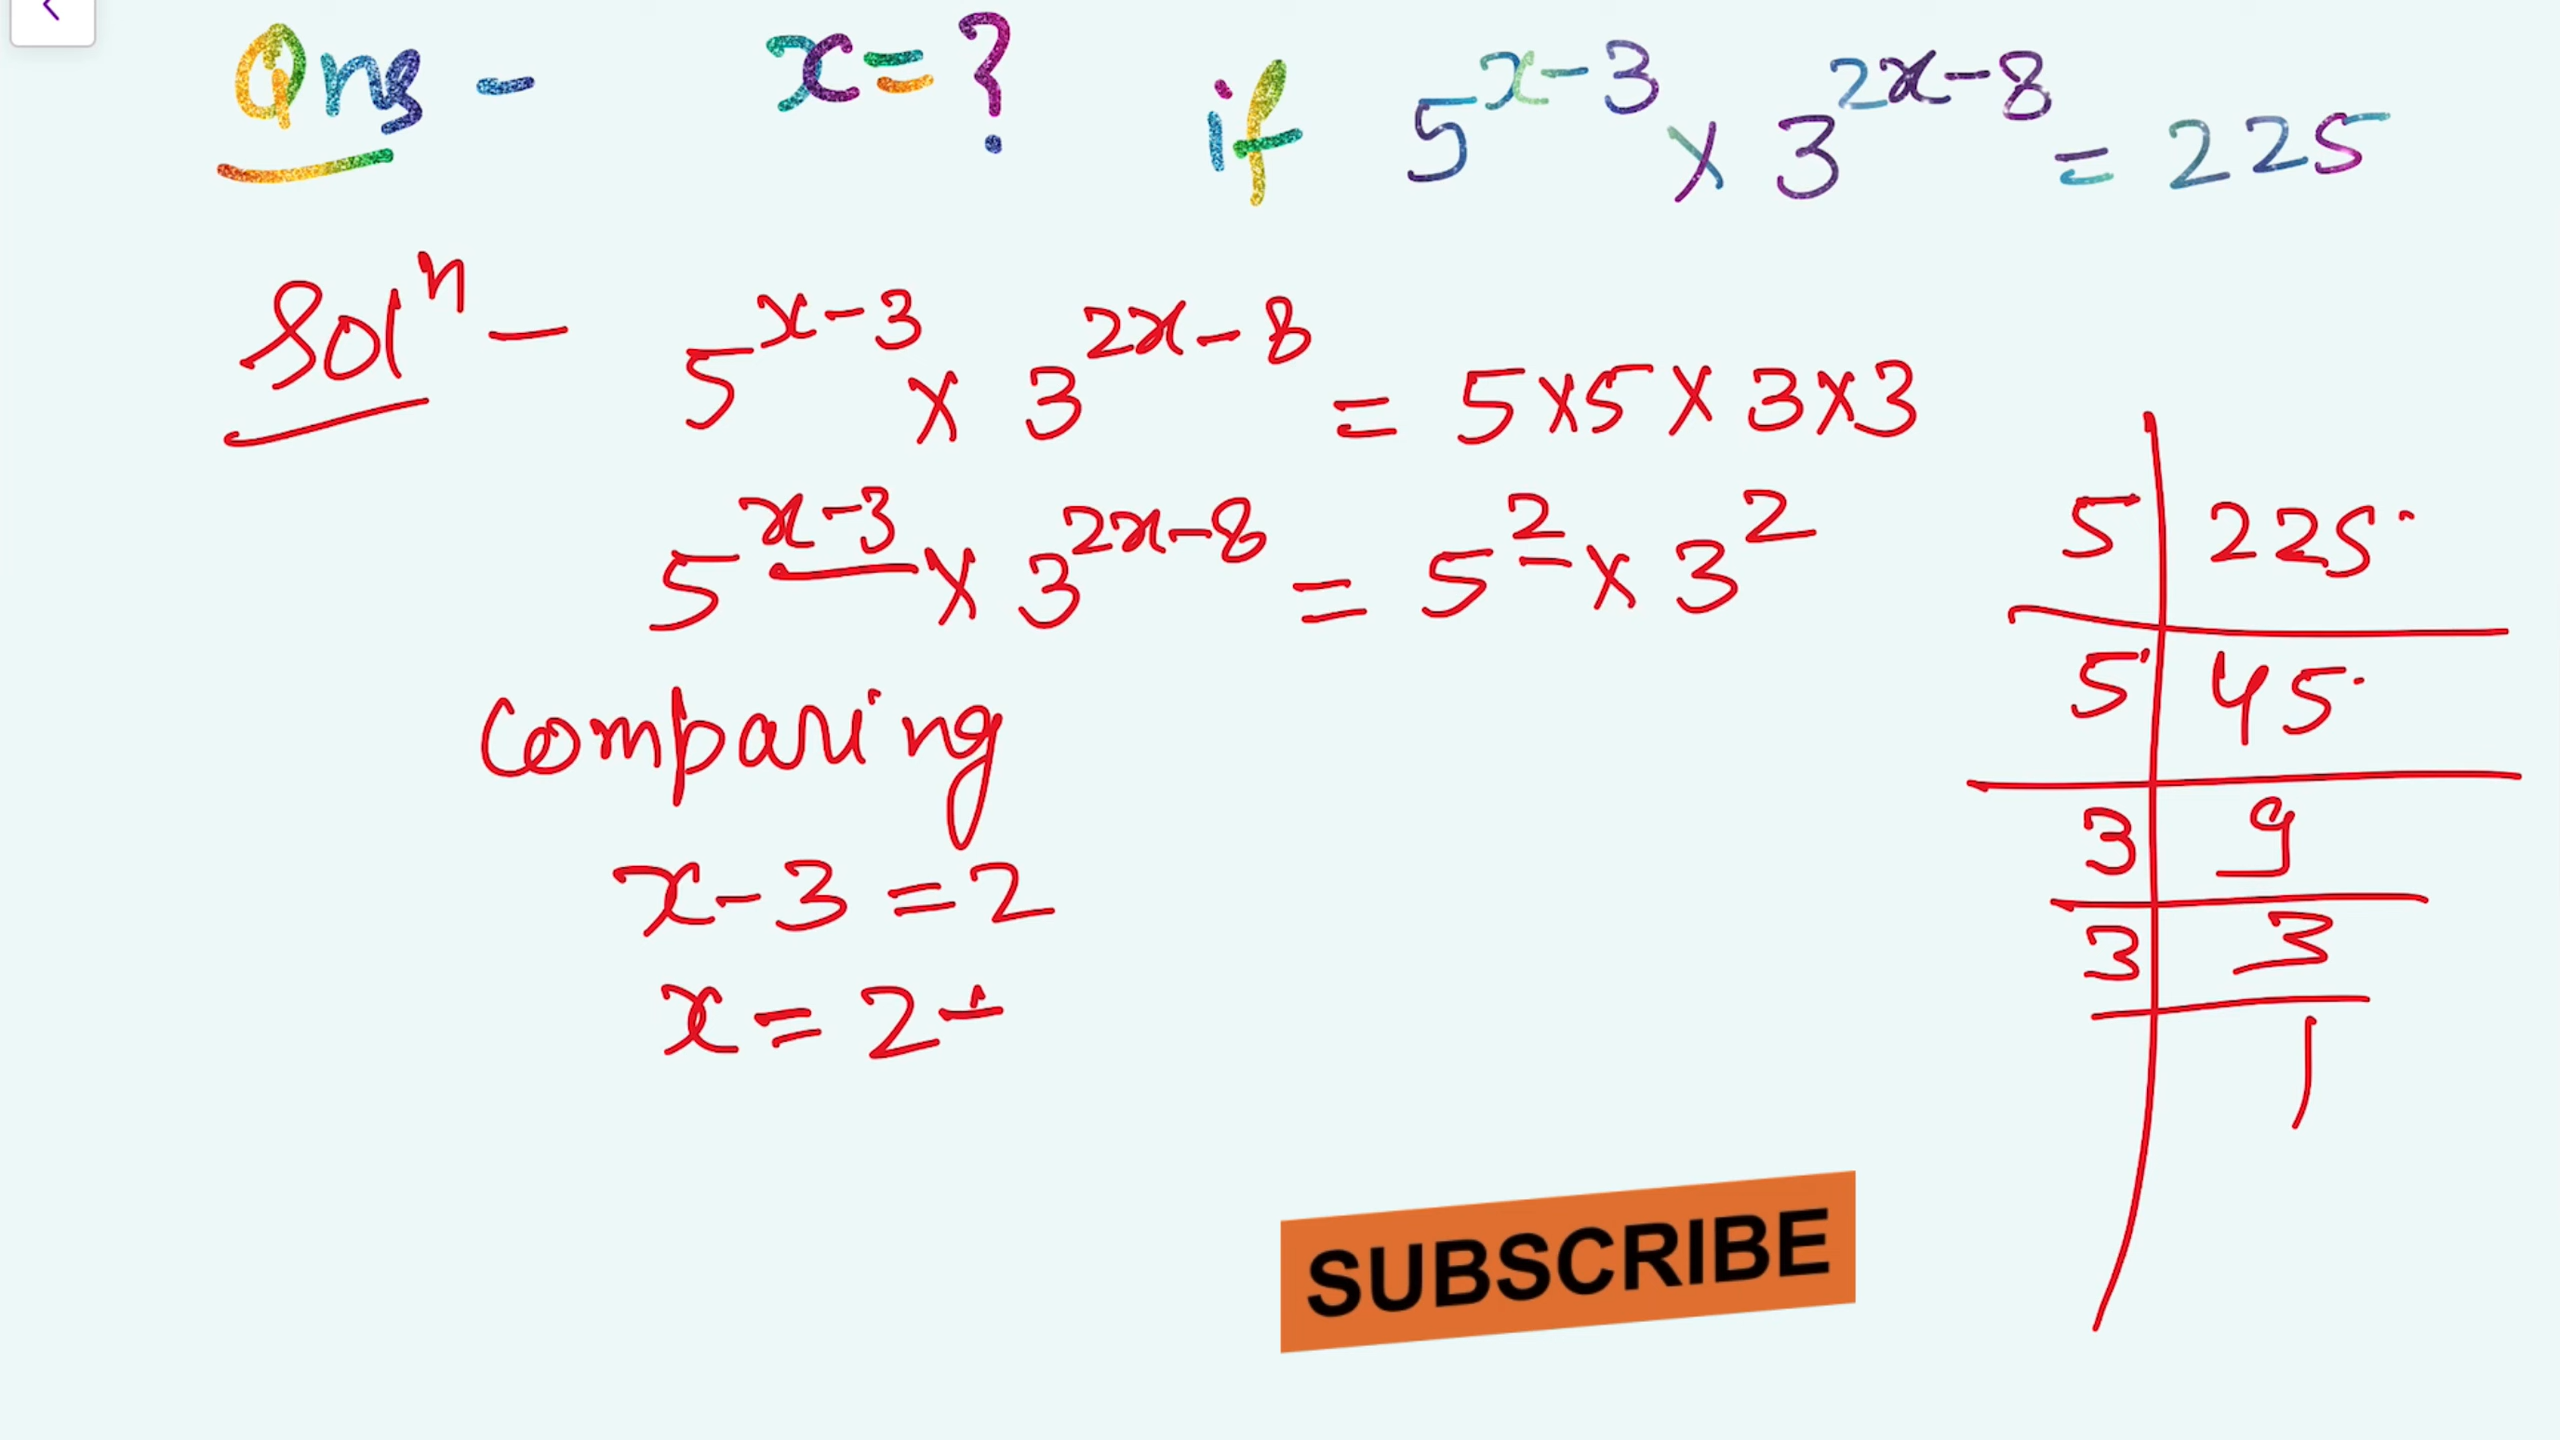 Qns - x=? if 5^{x-3} × 3^{2x-8} = 225
Solⁿ - 5^{x-3} × 3^{2x-8} = 5×5×3×3
5^{x-3} × 3^{2x-8} = 5^2 × 3^2
Comparing
x-3=2
x=2+
5 | 225
5 | 45
3 | 9
3 | 3
1
SUBSCRIBE